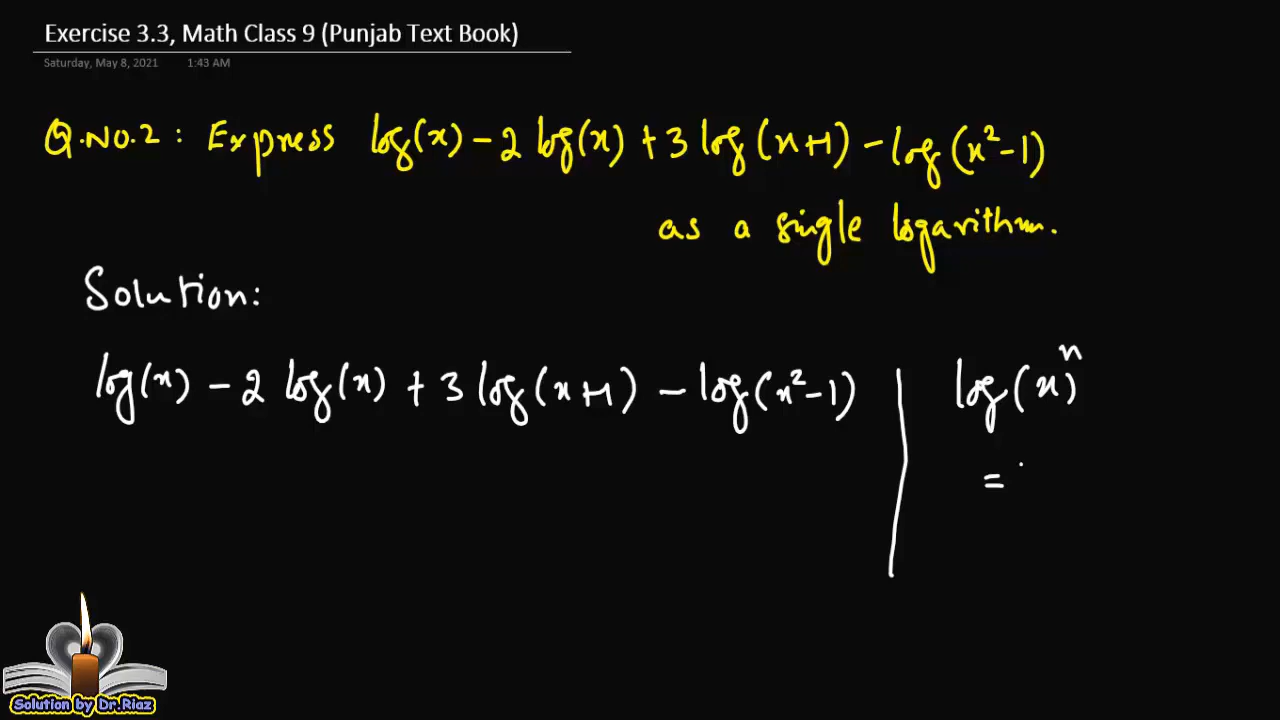 Exercise 3.3, Math Class 9 (Punjab Text Book)
Saturday, May 8, 2021 1:43 AM
Q.NO.2 : Express log(x) - 2 log(x) + 3 log(x+1) - log(x²-1)
as a single logarithm.
Solution:
log(x) - 2 log(x) + 3 log(x+1) - log(x²-1)
log(x)ⁿ
=
Solution by Dr.Riaz